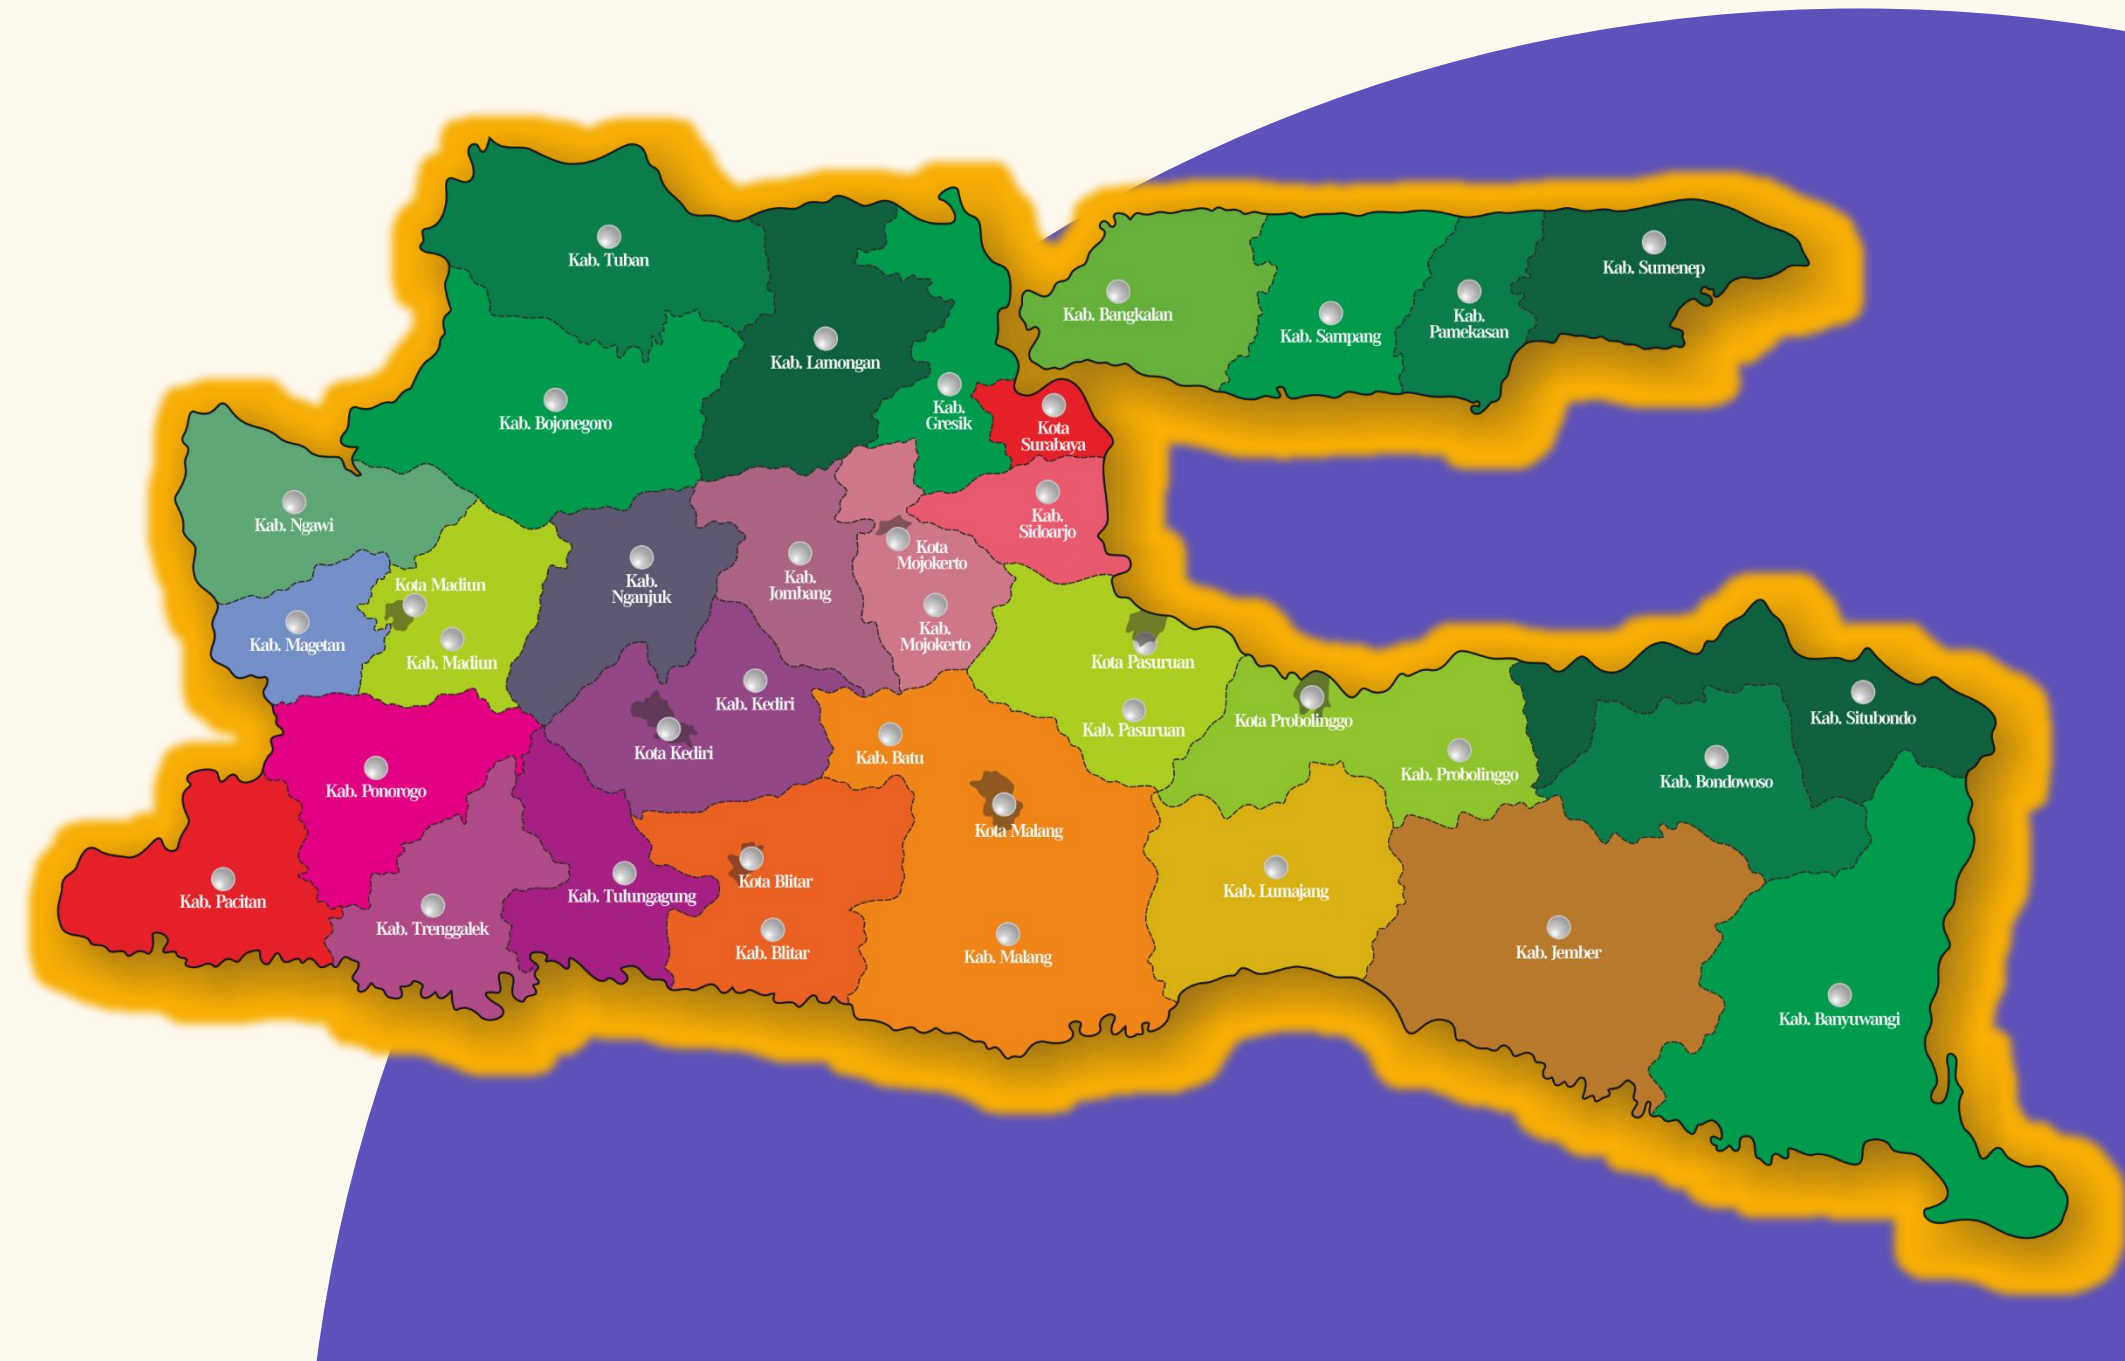 Kab. Tuban
Kab. Bangkalan
Kab. Sampang
Kab.
Pamekasan
Kab. Sumenep
Kab. Lamongan
Kab. Bojonegoro
Kab.
Gresik
Kota
Surabaya
Kab. Ngawi
Kab.
Sidoarjo
Kota
Mojokerto
Kab.
Jombang
Kab.
Nganjuk
Kota Madiun
Kab. Magetan
Kab. Madiun
Kab.
Mojokerto
Kota Pasuruan
Kab. Pasuruan
Kab. Kediri
Kota Kediri
Kab. Batu
Kota Probolinggo
Kab. Probolinggo
Kab. Situbondo
Kab. Bondowoso
Kab. Ponorogo
Kota Malang
Kab. Pacitan
Kab. Trenggalek
Kab. Tulungagung
Kota Blitar
Kab. Blitar
Kab. Malang
Kab. Lumajang
Kab. Jember
Kab. Banyuwangi